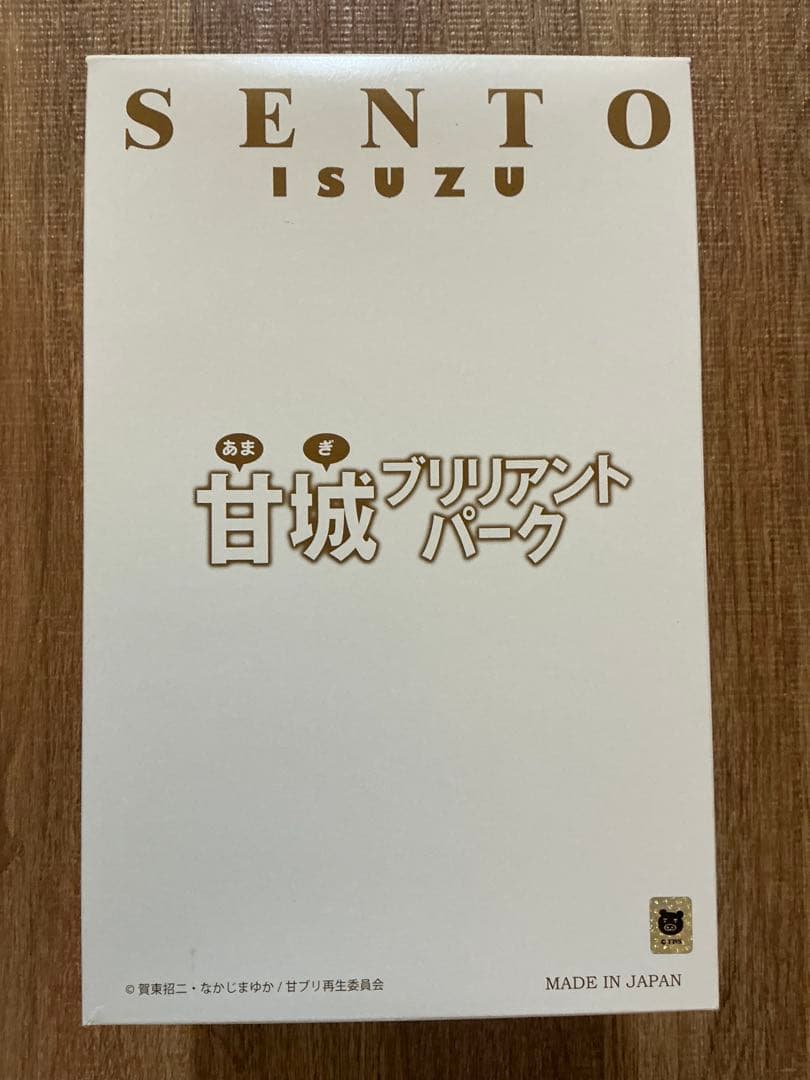 SENTO
ISUZU
あま ぎ
甘城ブリリアント
パーク
© TBS
© 賀東招二・なかじまゆか / 甘ブリ再生委員会
MADE IN JAPAN